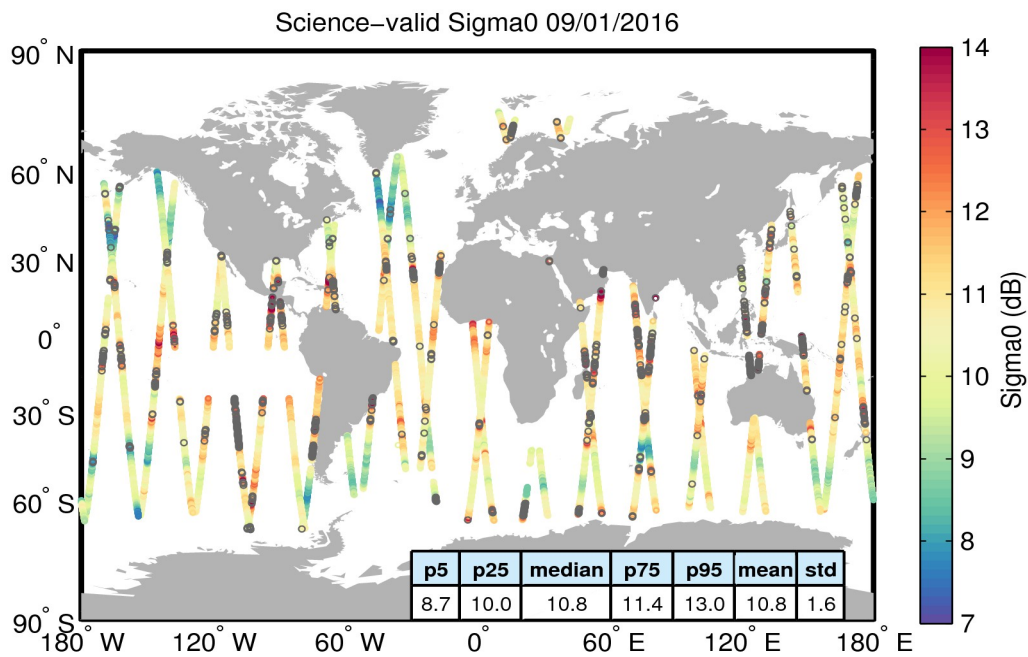 Science−valid Sigma0 09/01/2016
90° N
60° N
30° N
0°
30° S
60° S
90° S
180° W 120° W 60° W 0° 60° E 120° E 180° E
p5 p25 median p75 p95 mean std
8.7 10.0 10.8 11.4 13.0 10.8 1.6
14
13
12
11
10
9
8
7
Sigma0 (dB)